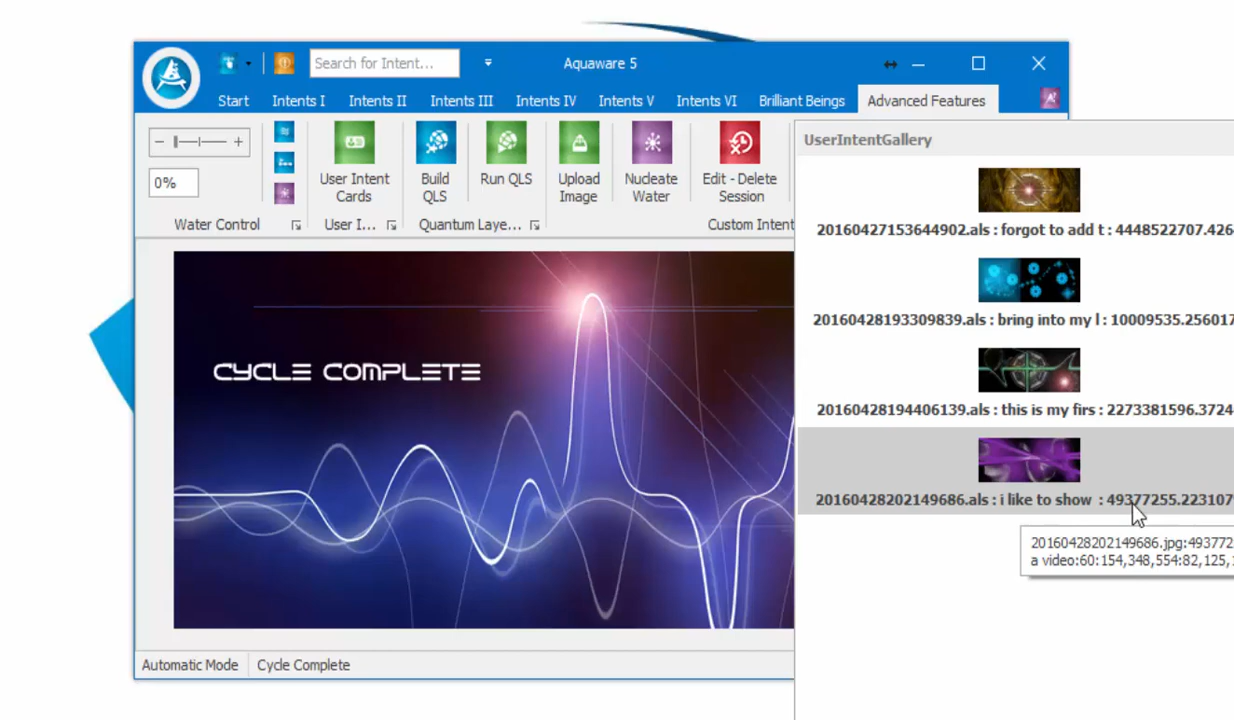 Search for Intent...
Aquaware 5
Start
Intents I
Intents II
Intents III
Intents IV
Intents V
Intents VI
Brilliant Beings
Advanced Features
0%
Water Control
User Intent
Cards
User I...
Build
QLS
Run QLS
Quantum Laye...
Upload
Image
Nucleate
Water
Edit - Delete
Session
Custom Intent
UserIntentGallery
20160427153644902.als : forgot to add t : 4448522707.426
20160428193309839.als : bring into my l : 10009535.256017
20160428194406139.als : this is my firs : 2273381596.3724
20160428202149686.als : i like to show : 49377255.223107
20160428202149686.jpg:493772
a video:60:154,348,554:82,125,
CYCLE COMPLETE
Automatic Mode
Cycle Complete